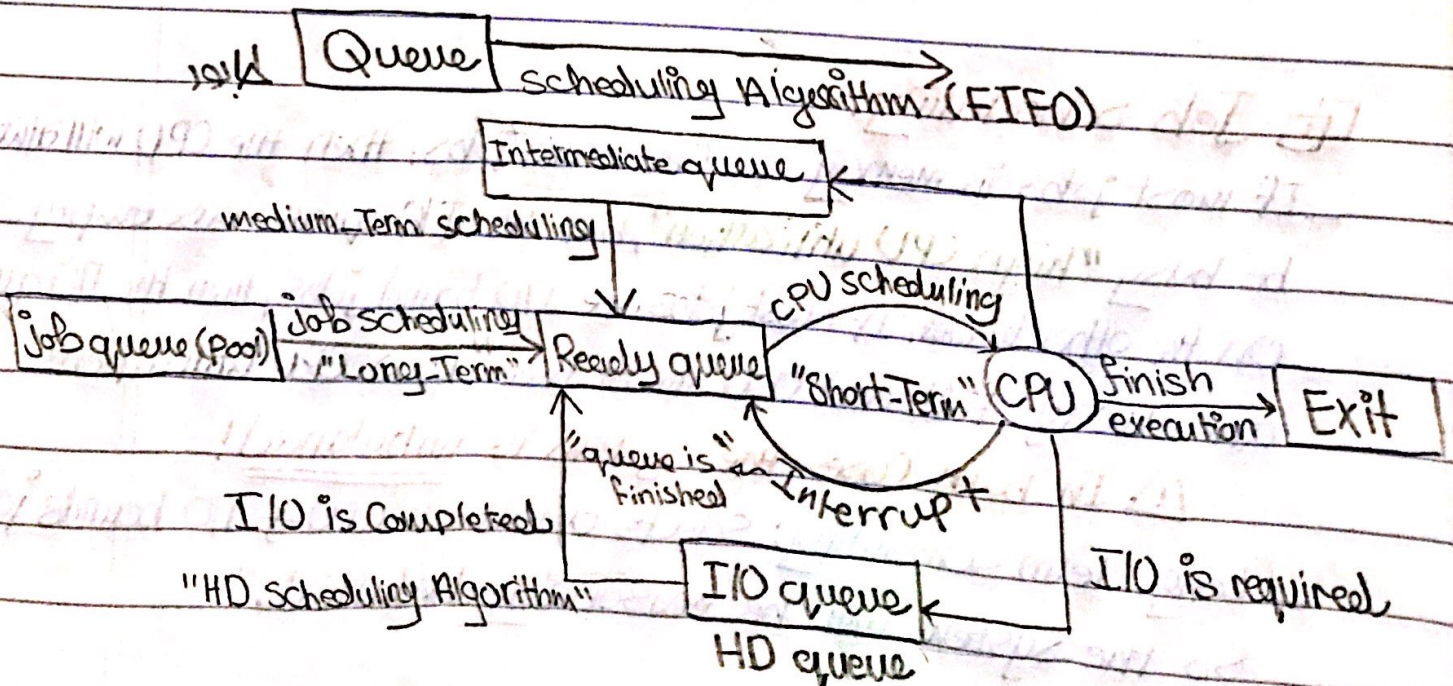 Queue
scheduling Algorithm (FIFO)
Intermediate queue
medium-Term scheduling
CPU scheduling
job queue (pool)
job scheduling
"Long-Term"
Ready queue
"Short-Term"
CPU
finish
execution
Exit
"queue is"
finished
Interrupt
I/O is Completed
"HD scheduling Algorithm"
I/O queue
HD queue
I/O is required